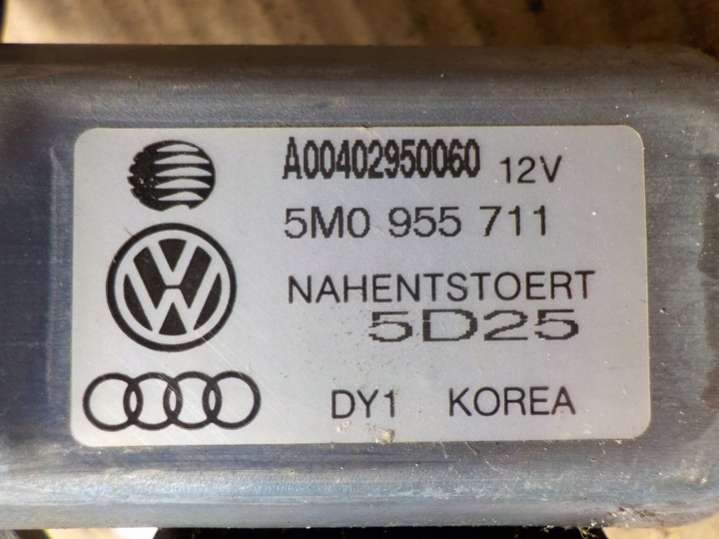 A00402950060 12V
5M0 955 711
NAHENTSTOERT
5D25
DY1 KOREA